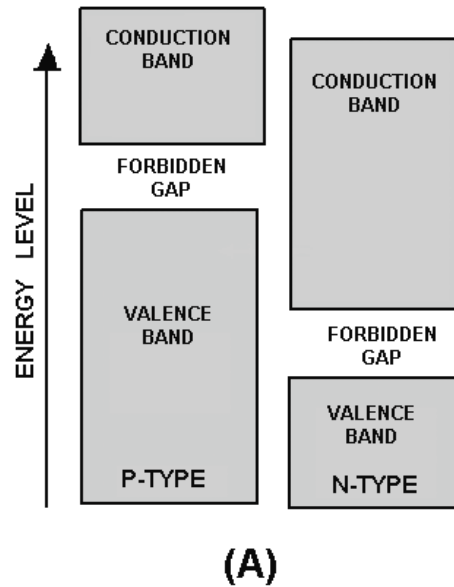 CONDUCTION
BAND
FORBIDDEN
GAP
VALENCE
BAND
P-TYPE
CONDUCTION
BAND
FORBIDDEN
GAP
VALENCE
BAND
N-TYPE
ENERGY LEVEL
(A)